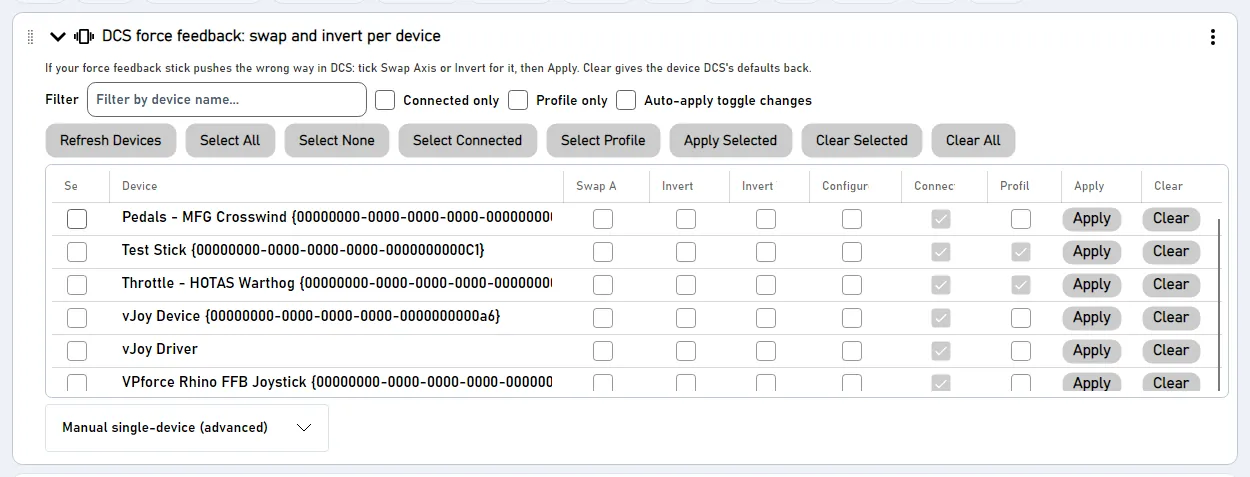 DCS force feedback: swap and invert per device
If your force feedback stick pushes the wrong way in DCS: tick Swap Axis or Invert for it, then Apply. Clear gives the device DCS's defaults back.
Filter Filter by device name... Connected only Profile only Auto-apply toggle changes
Refresh Devices Select All Select None Select Connected Select Profile Apply Selected Clear Selected Clear All
Se Device Swap A Invert Invert Configur Connec Profil Apply Clear
Pedals - MFG Crosswind {00000000-0000-0000-0000-000000000 Apply Clear
Test Stick {00000000-0000-0000-0000-0000000000C1} Apply Clear
Throttle - HOTAS Warthog {00000000-0000-0000-0000-00000000 Apply Clear
vJoy Device {00000000-0000-0000-0000-0000000000a6} Apply Clear
vJoy Driver Apply Clear
VPforce Rhino FFB Joystick {00000000-0000-0000-0000-000000 Apply Clear
Manual single-device (advanced)